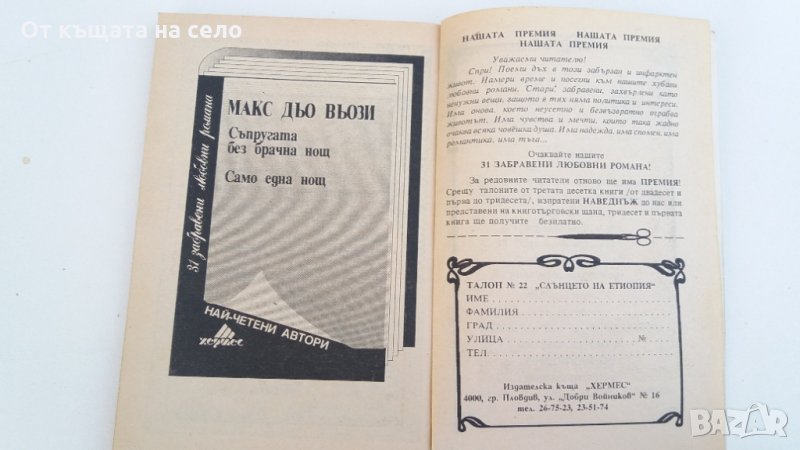 От къщата на село
31 забравени любовни романа
МАКС ДЬО ВЬОЗИ
Съпругата
без брачна нощ
Само една нощ
НАЙ-ЧЕТЕНИ АВТОРИ
хермес
НАШАТА ПРЕМИЯ НАШАТА ПРЕМИЯ
НАШАТА ПРЕМИЯ
Уважаеми читателю!
Спри! Поеми дъх в този забързан и инфарктен
живот. Намери време и посегни към нашите хубави
любовни романи. Стари, забравени, захвърлени като
ненужни вещи, защото в тях няма политика и интереси.
Има онова, което неусетно и безвъзвратно отравя
животът. Има чувства и мечти, които така жадно
очаква всяка човешка душа. Има надежда, има спомен, има
романтика, има тъга...
Очаквайте нашите
31 ЗАБРАВЕНИ ЛЮБОВНИ РОМАНА!
За редовните читатели отново ще има ПРЕМИЯ!
Срещу талоните от третата десетка книги /от двадесет и
първа до тридесета/, изпратени НАВЕДНЪЖ до нас или
представени на книготърговски щанд, тридесет и първата
книга ще получите безплатно.
ТАЛОН № 22 „СЛЪНЦЕТО НА ЕТИОПИЯ"
ИМЕ
ФАМИЛИЯ
ГРАД
УЛИЦА №
ТЕЛ.
Издателска къща „ХЕРМЕС"
4000, гр. Пловдив, ул. „Добри Войников" № 16
тел. 26-75-23, 23-51-74
BAZAR